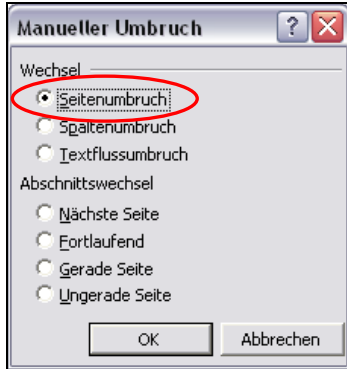 Manueller Umbruch
Wechsel
Seitenumbruch
Spaltenumbruch
Textflussumbruch
Abschnittswechsel
Nächste Seite
Fortlaufend
Gerade Seite
Ungerade Seite
OK Abbrechen